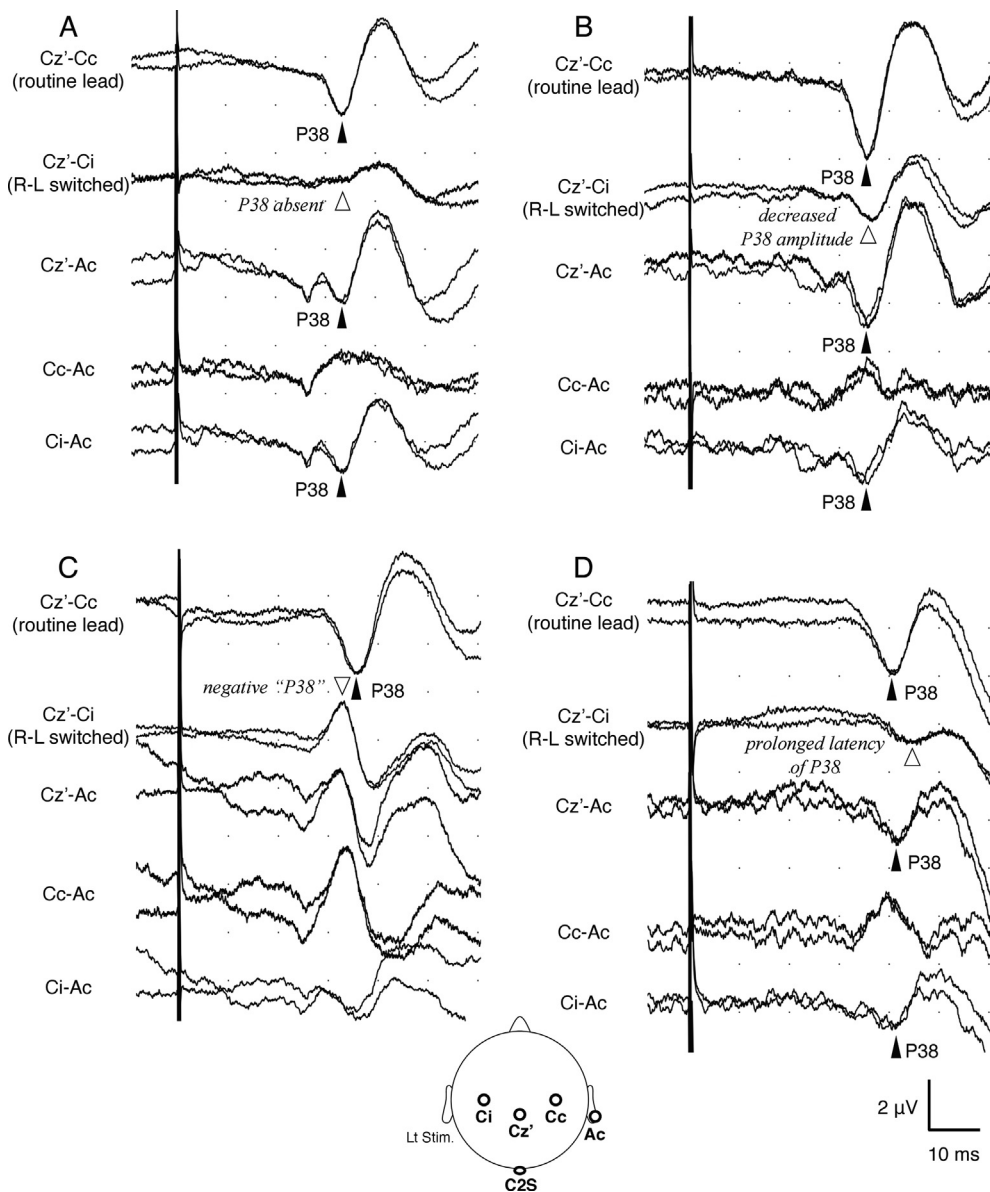 A
Cz'-Cc
(routine lead)
P38
Cz'-Ci
(R-L switched)
P38 absent
Cz'-Ac
P38
Cc-Ac
Ci-Ac
P38
B
Cz'-Cc
(routine lead)
P38
Cz'-Ci
(R-L switched)
decreased
P38 amplitude
Cz'-Ac
P38
Cc-Ac
Ci-Ac
P38
C
Cz'-Cc
(routine lead)
negative “P38”
P38
Cz'-Ci
(R-L switched)
Cz'-Ac
Cc-Ac
Ci-Ac
D
Cz'-Cc
(routine lead)
P38
Cz'-Ci
(R-L switched)
prolonged latency
of P38
Cz'-Ac
P38
Cc-Ac
Ci-Ac
P38
Ci
Cc
Cz'
Ac
Lt Stim.
C2S
2 μV
10 ms